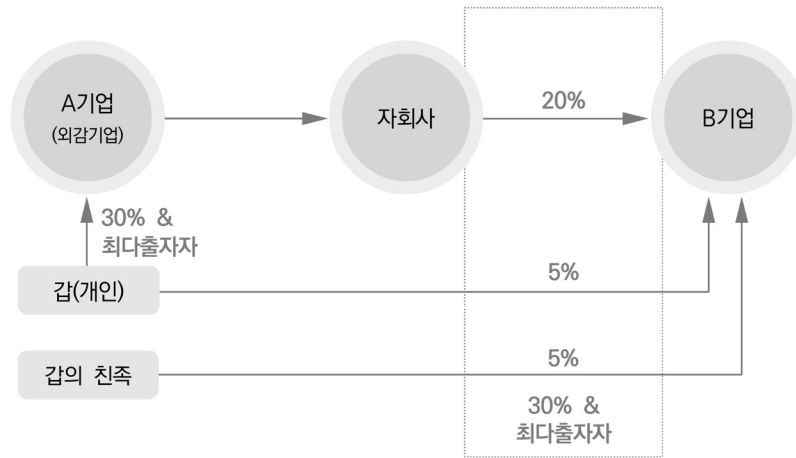 A기업
(외감기업)
자회사
20%
B기업
30% &
최다출자자
갑(개인)
5%
갑의 친족
5%
30% &
최다출자자